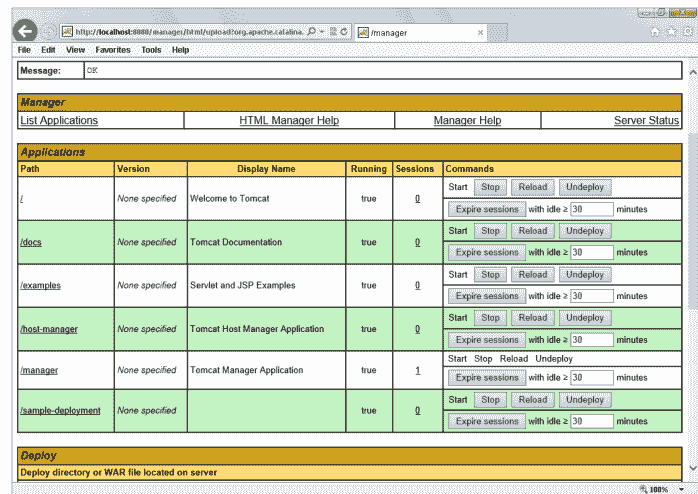 http://localhost:8080/manager/html/upload?org.apache.catalina.
/manager
File Edit View Favorites Tools Help
Message: OK
Manager
List Applications HTML Manager Help Manager Help Server Status
Applications
Path Version Display Name Running Sessions Commands
/ None specified Welcome to Tomcat true 0 Start Stop Reload Undeploy
Expire sessions with idle ≥ 30 minutes
/docs None specified Tomcat Documentation true 0 Start Stop Reload Undeploy
Expire sessions with idle ≥ 30 minutes
/examples None specified Servlet and JSP Examples true 0 Start Stop Reload Undeploy
Expire sessions with idle ≥ 30 minutes
/host-manager None specified Tomcat Host Manager Application true 0 Start Stop Reload Undeploy
Expire sessions with idle ≥ 30 minutes
/manager None specified Tomcat Manager Application true 1 Start Stop Reload Undeploy
Expire sessions with idle ≥ 30 minutes
/sample-deployment None specified true 0 Start Stop Reload Undeploy
Expire sessions with idle ≥ 30 minutes
Deploy
Deploy directory or WAR file located on server
100%